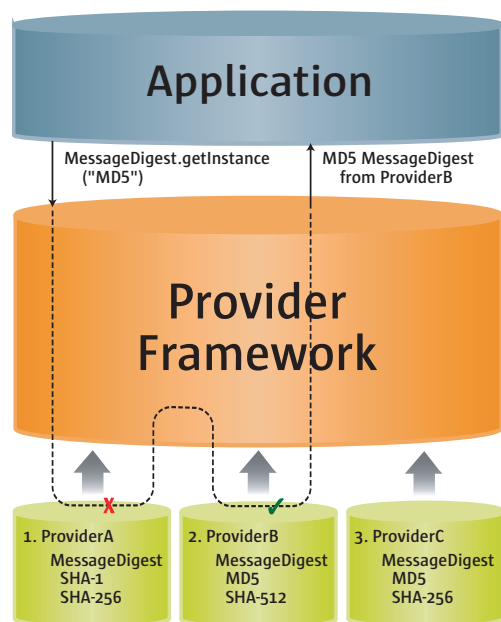 Application
MessageDigest.getInstance
("MD5")
MD5 MessageDigest
from ProviderB
Provider
Framework
1. ProviderA
MessageDigest
SHA-1
SHA-256
2. ProviderB
MessageDigest
MD5
SHA-512
3. ProviderC
MessageDigest
MD5
SHA-256